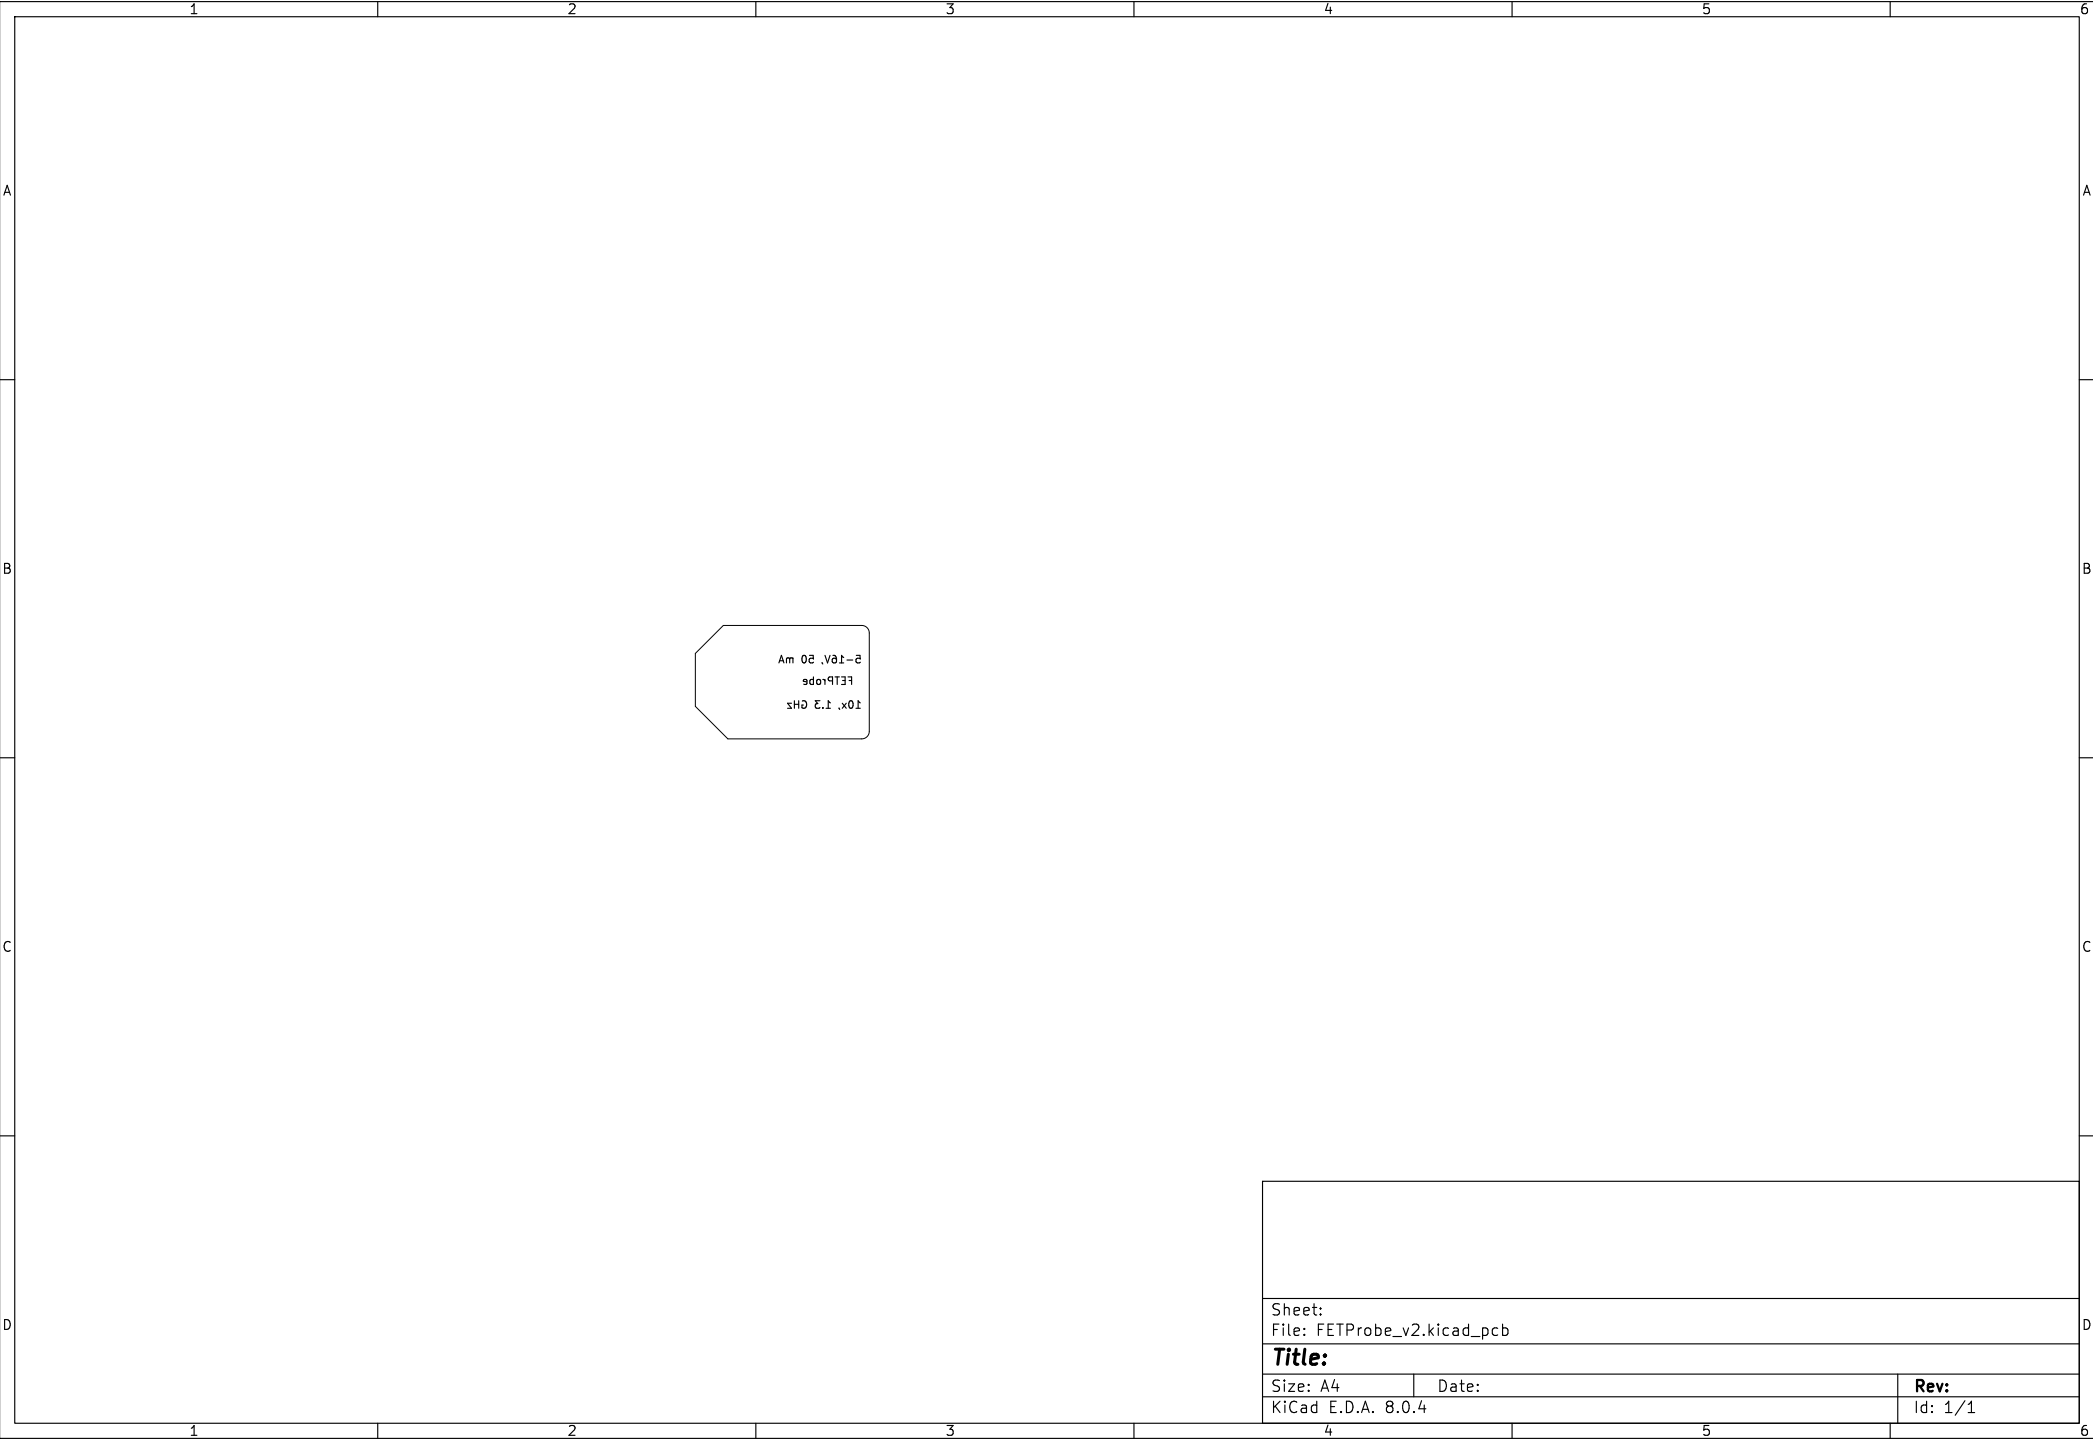 1 2 3 4 5 6
A A
B B
5-16V, 50 mA
FETProbe
10x, 1.3 GHz
C C
D D
Sheet:
File: FETProbe_v2.kicad_pcb
Title:
Size: A4 Date: Rev:
KiCad E.D.A. 8.0.4 Id: 1/1
1 2 3 4 5 6